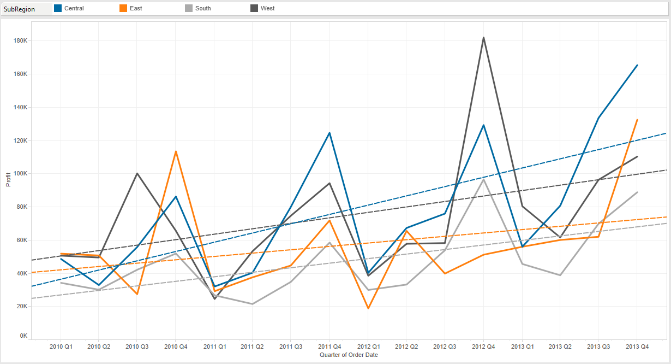 SubRegion Central East South West
180K
160K
140K
120K
100K
80K
60K
40K
20K
0K
Profit
2010 Q1 2010 Q2 2010 Q3 2010 Q4 2011 Q1 2011 Q2 2011 Q3 2011 Q4 2012 Q1 2012 Q2 2012 Q3 2012 Q4 2013 Q1 2013 Q2 2013 Q3 2013 Q4
Quarter of Order Date